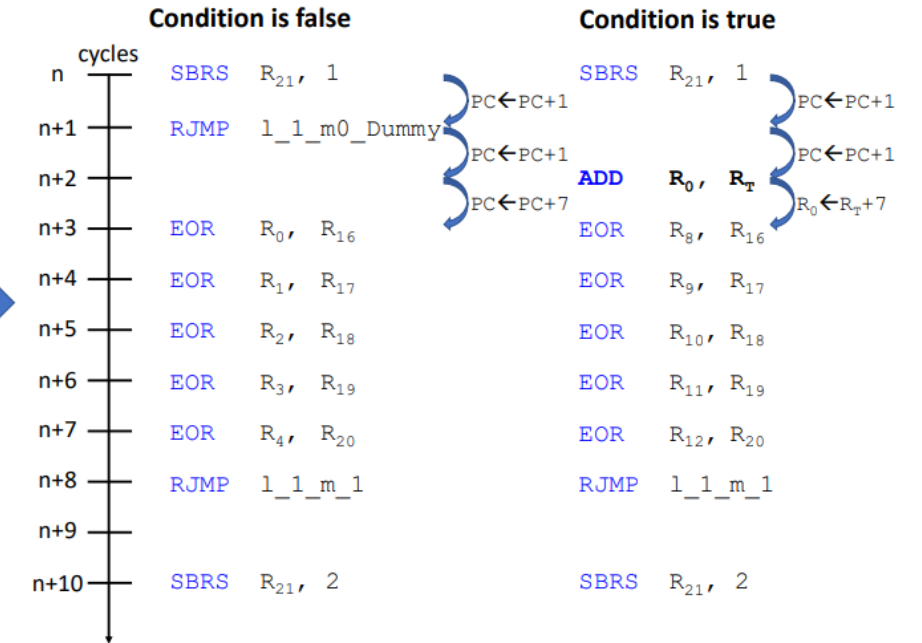 Condition is false Condition is true
cycles
n SBRS R₂₁, 1 SBRS R₂₁, 1
PC←PC+1 PC←PC+1
n+1 RJMP l_1_m0_Dummy
PC←PC+1 PC←PC+1
n+2 ADD R₀, R_T
PC←PC+7 R₀←R_T+7
n+3 EOR R₀, R₁₆ EOR R₈, R₁₆
n+4 EOR R₁, R₁₇ EOR R₉, R₁₇
n+5 EOR R₂, R₁₈ EOR R₁₀, R₁₈
n+6 EOR R₃, R₁₉ EOR R₁₁, R₁₉
n+7 EOR R₄, R₂₀ EOR R₁₂, R₂₀
n+8 RJMP l_1_m_1 RJMP l_1_m_1
n+9
n+10 SBRS R₂₁, 2 SBRS R₂₁, 2